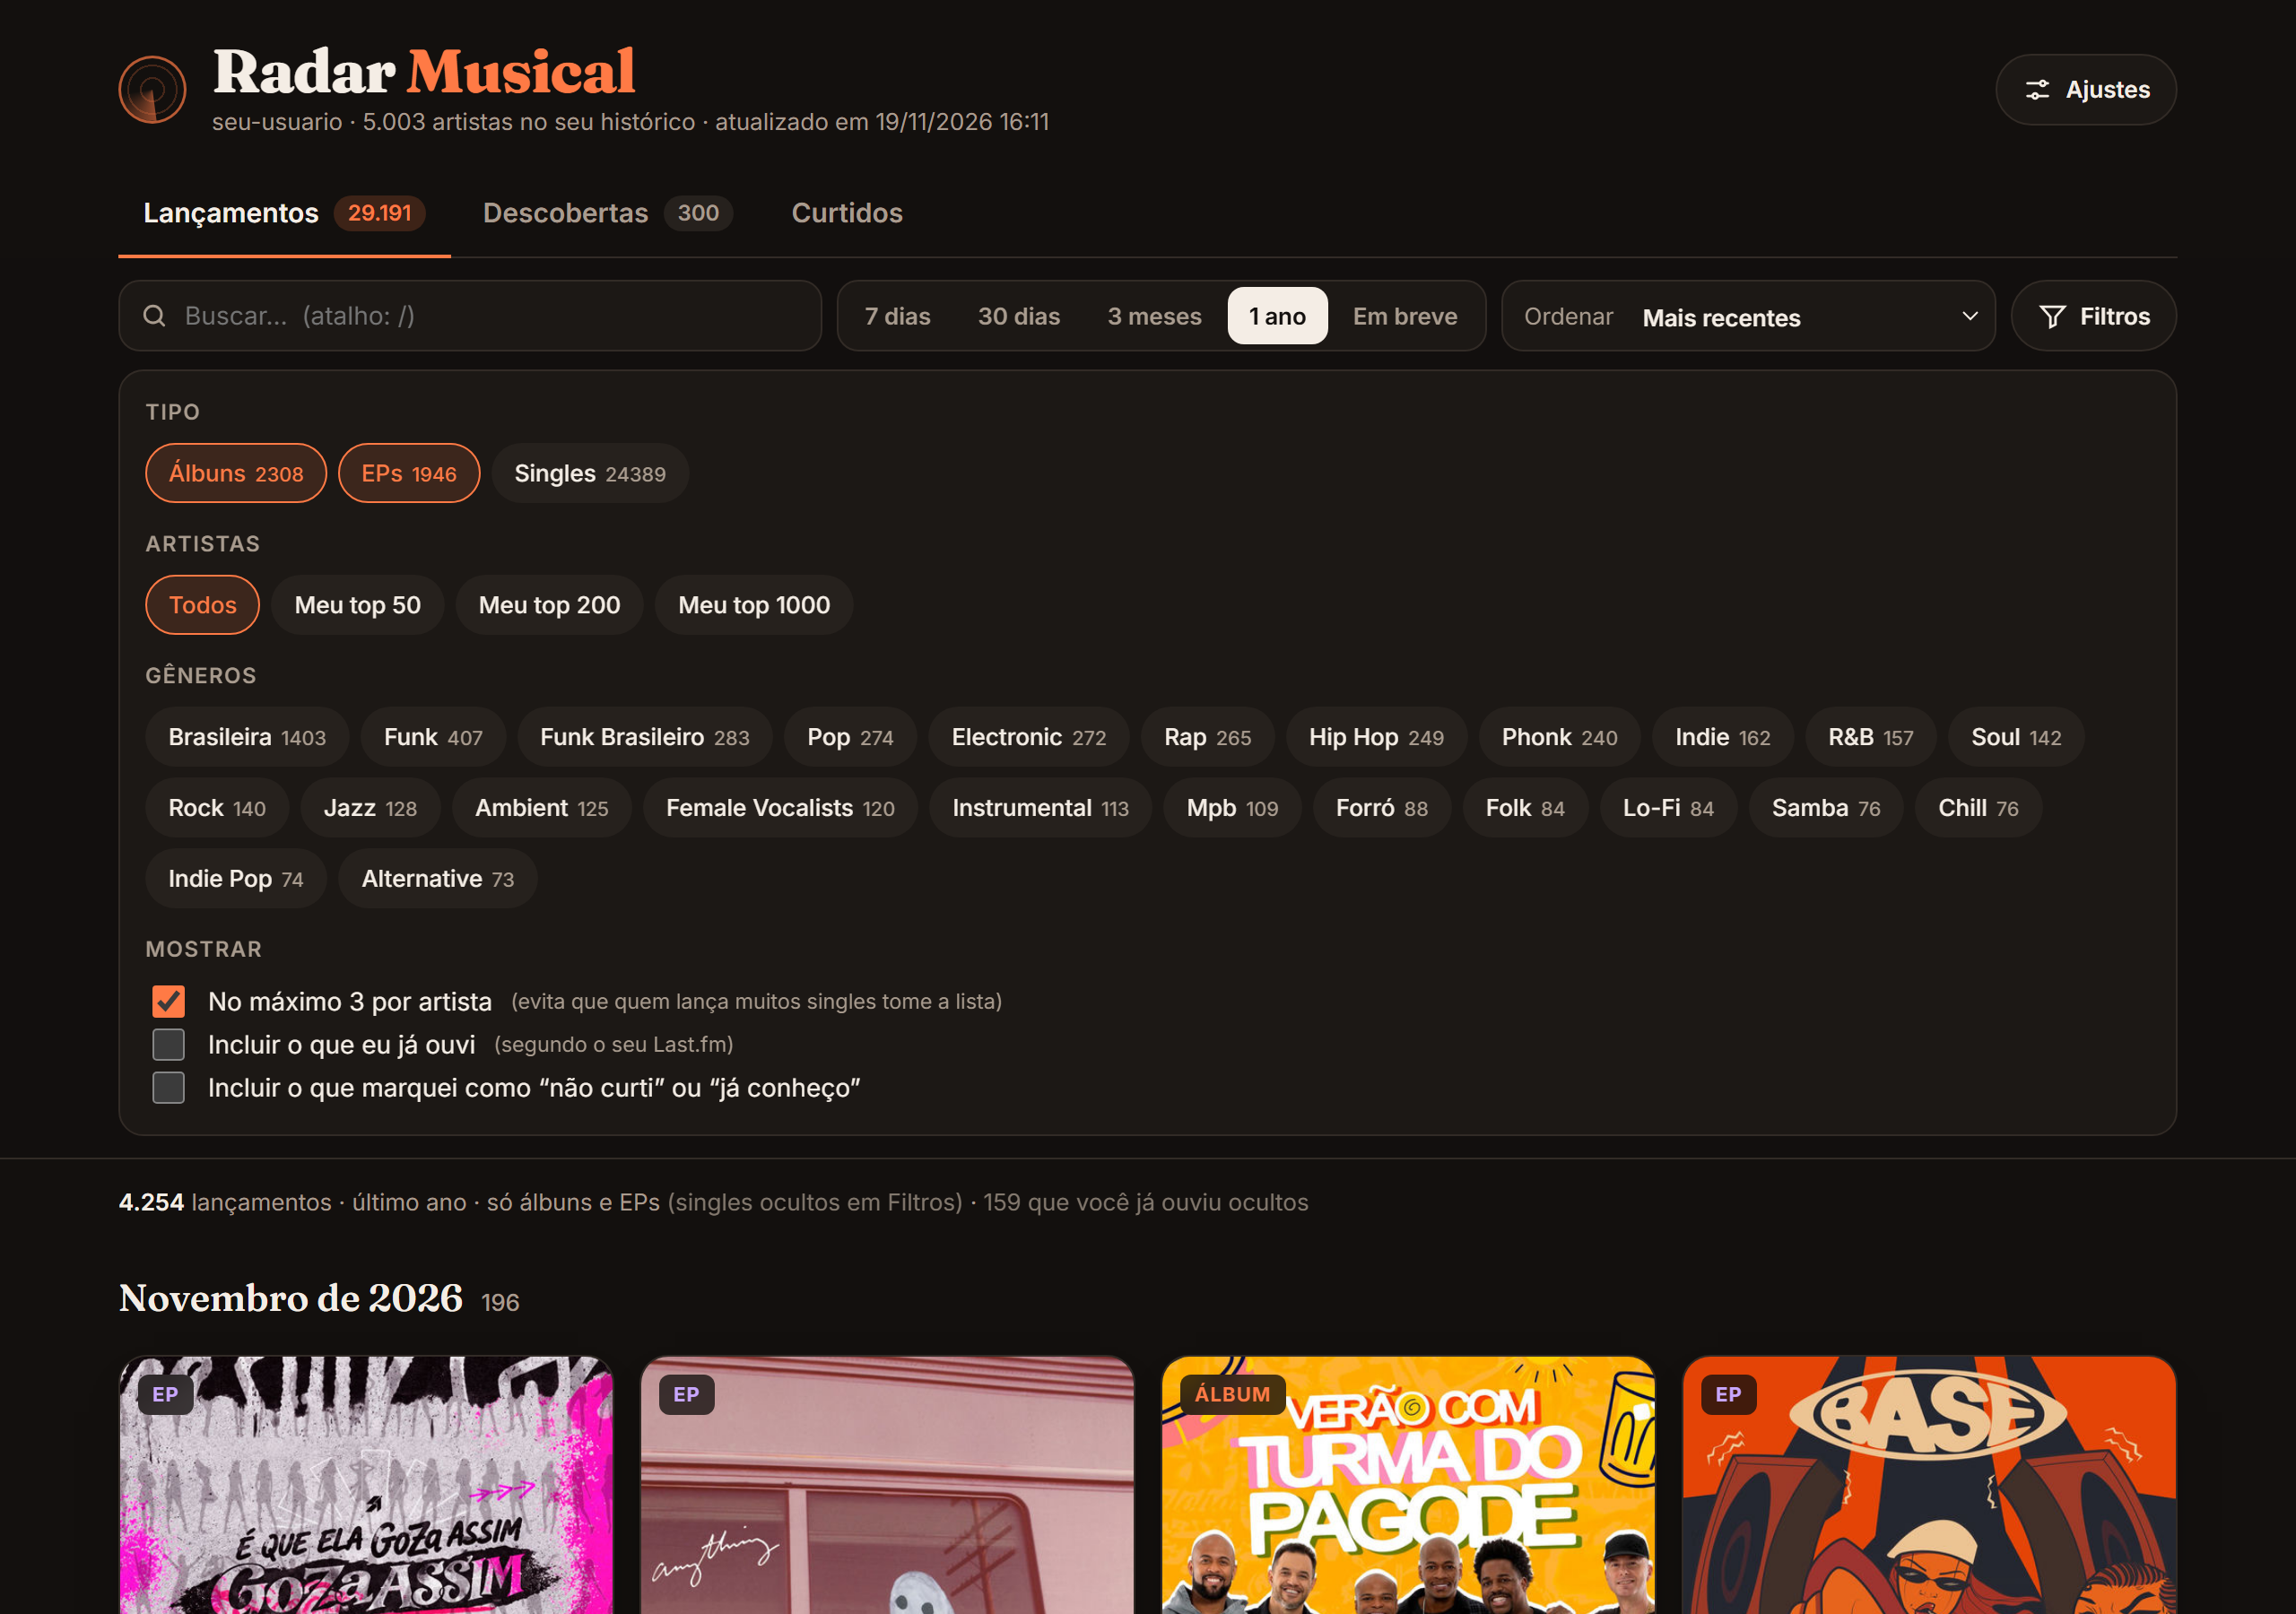 Radar Musical
Ajustes
seu-usuario · 5.003 artistas no seu histórico · atualizado em 19/11/2026 16:11
Lançamentos 29.191 Descobertas 300 Curtidos
Buscar... (atalho: /) 7 dias 30 dias 3 meses 1 ano Em breve Ordenar Mais recentes Filtros
TIPO
Álbuns 2308 EPs 1946 Singles 24389
ARTISTAS
Todos Meu top 50 Meu top 200 Meu top 1000
GÊNEROS
Brasileira 1403 Funk 407 Funk Brasileiro 283 Pop 274 Electronic 272 Rap 265 Hip Hop 249 Phonk 240 Indie 162 R&B 157 Soul 142
Rock 140 Jazz 128 Ambient 125 Female Vocalists 120 Instrumental 113 Mpb 109 Forró 88 Folk 84 Lo-Fi 84 Samba 76 Chill 76
Indie Pop 74 Alternative 73
MOSTRAR
No máximo 3 por artista (evita que quem lança muitos singles tome a lista)
Incluir o que eu já ouvi (segundo o seu Last.fm)
Incluir o que marquei como “não curti” ou “já conheço”
4.254 lançamentos · último ano · só álbuns e EPs (singles ocultos em Filtros) · 159 que você já ouviu ocultos
Novembro de 2026 196
EP
É QUE ELA GoZa ASSIM
GoZa ASSIM
EP
anything
ÁLBUM
VERÃO COM
TURMA DO
PAGODE
EP
BASE